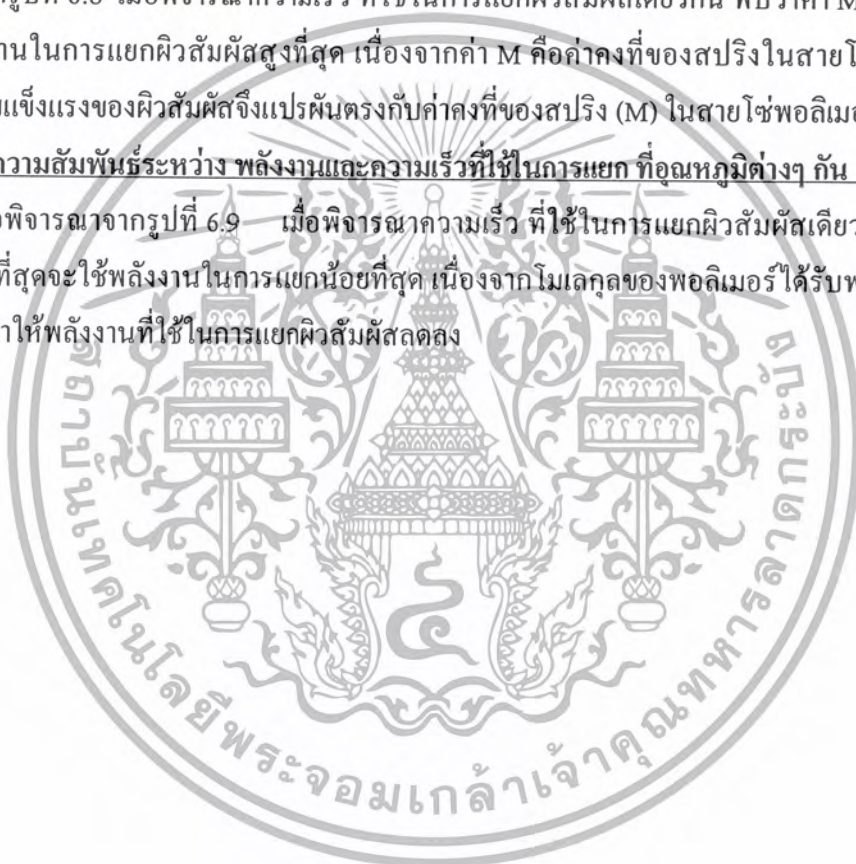 รูปที่ 6.8 เมื่อพิจารณาความเร็ว ที่ใช้ในการแยกผิวสัมผัสเดียวกัน พบว่าค่า M
านในการแยกผิวสัมผัสสูงที่สุด เนื่องจากค่า M คือค่าคงที่ของสปริงในสายโ
แข็งแรงของผิวสัมผัสจึงแปรผันตรงกับค่าคงที่ของสปริง (M) ในสายโซ่พอลิเมอ
ความสัมพันธ์ระหว่าง พลังงานและความเร็วที่ใช้ในการแยก ที่อุณหภูมิต่างๆ กัน
พิจารณาจากรูปที่ 6.9 เมื่อพิจารณาความเร็ว ที่ใช้ในการแยกผิวสัมผัสเดียว
ที่สุดจะใช้พลังงานในการแยกน้อยที่สุด เนื่องจากโมเลกุลของพอลิเมอร์ได้รับพ
าให้พลังงานที่ใช้ในการแยกผิวสัมผัสลดลง
สถาบันเทคโนโลยีพระจอมเกล้าเจ้าคุณทหารลาดกระบัง